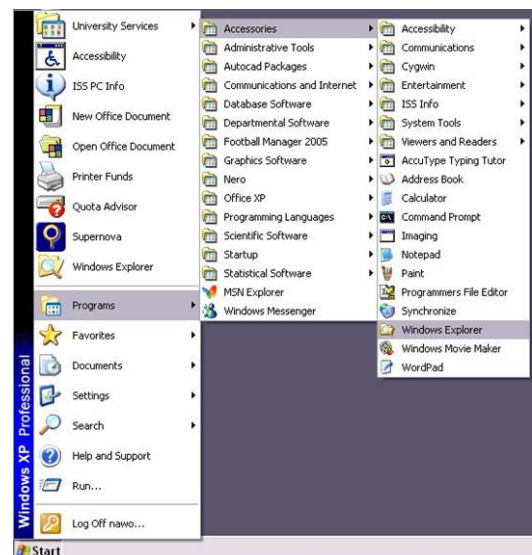 University Services
Accessibility
ISS PC Info
New Office Document
Open Office Document
Printer Funds
Quota Advisor
Supernova
Windows Explorer
Programs
Favorites
Documents
Settings
Search
Help and Support
Run...
Log Off nawo...
Windows XP Professional
Start
Accessories
Administrative Tools
Autocad Packages
Communications and Internet
Database Software
Departmental Software
Football Manager 2005
Graphics Software
Nero
Office XP
Programming Languages
Scientific Software
Startup
Statistical Software
MSN Explorer
Windows Messenger
Accessibility
Communications
Cygwin
Entertainment
ISS Info
System Tools
Viewers and Readers
AccuType Typing Tutor
Address Book
Calculator
Command Prompt
Imaging
Notepad
Paint
Programmers File Editor
Synchronize
Windows Explorer
Windows Movie Maker
WordPad